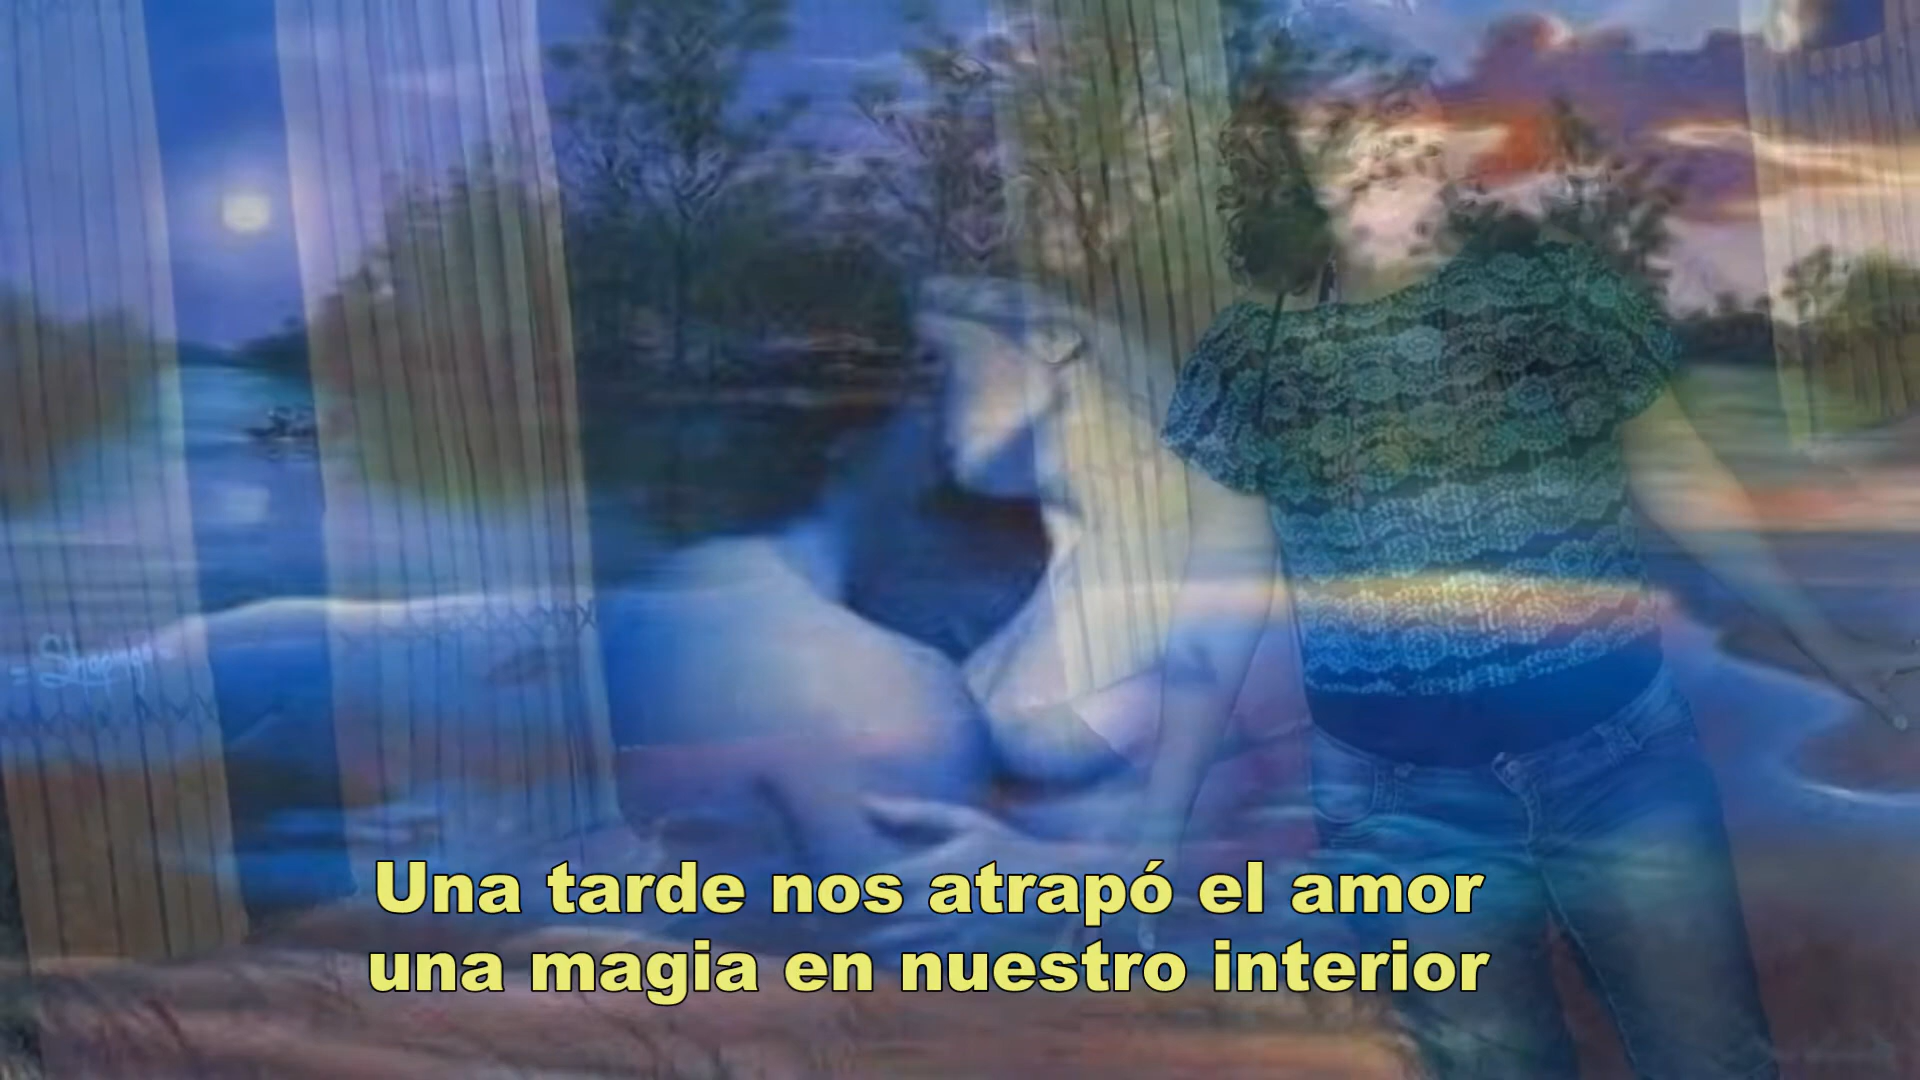 Una tarde nos atrapó el amor
una magia en nuestro interior